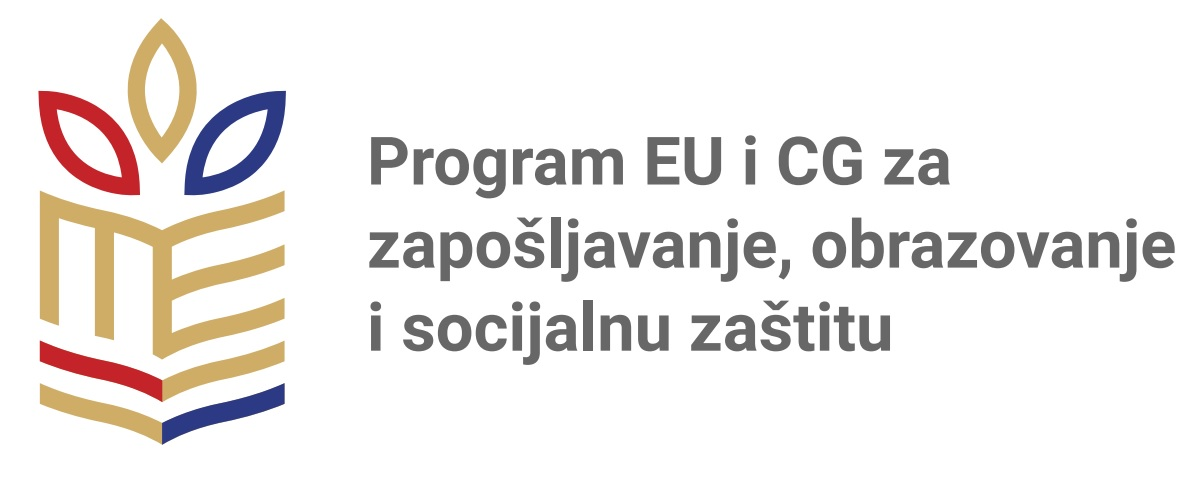 Program EU i CG za
zapošljavanje, obrazovanje
i socijalnu zaštitu